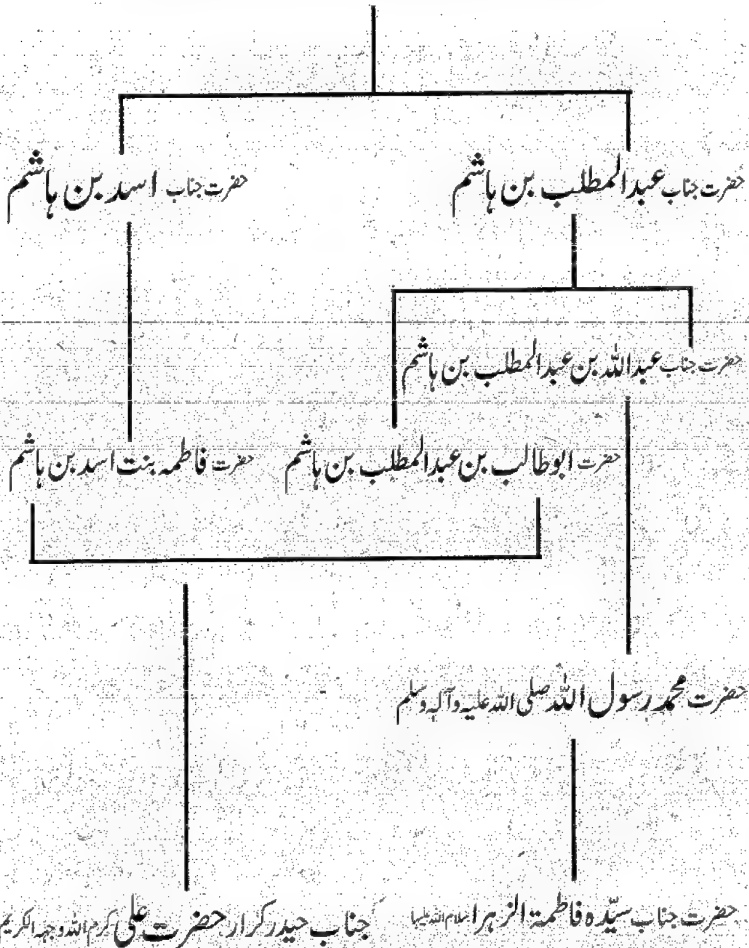 حضرت جناب عبدالمطلب بن ہاشم
حضرت جناب اسد بن ہاشم
حضرت جناب عبداللہ بن عبدالمطلب بن ہاشم
حضرت ابوطالب بن عبدالمطلب بن ہاشم
حضرت فاطمہ بنت اسد بن ہاشم
حضرت محمد رسول اللہ صلی اللہ علیہ وآلہ وسلم
حضرت جناب سیّدہ فاطمۃ الزہرا سلام اللہ علیہا
جناب حیدر کرار حضرت علی کرم اللہ وجہہ الکریم